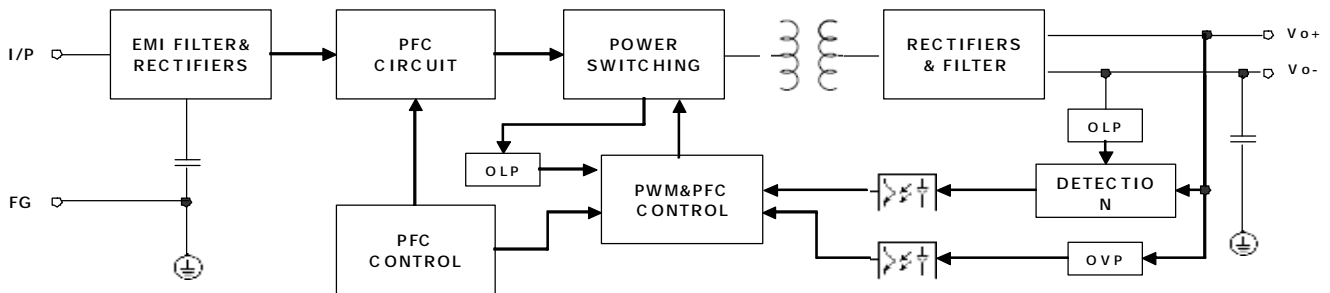 I/P
EMI FILTER&
RECTIFIERS
PFC
CIRCUIT
POWER
SWITCHING
RECTIFIERS
& FILTER
Vo+
Vo-
OLP
OLP
DETECTIO
N
PWM&PFC
CONTROL
FG
PFC
CONTROL
OVP